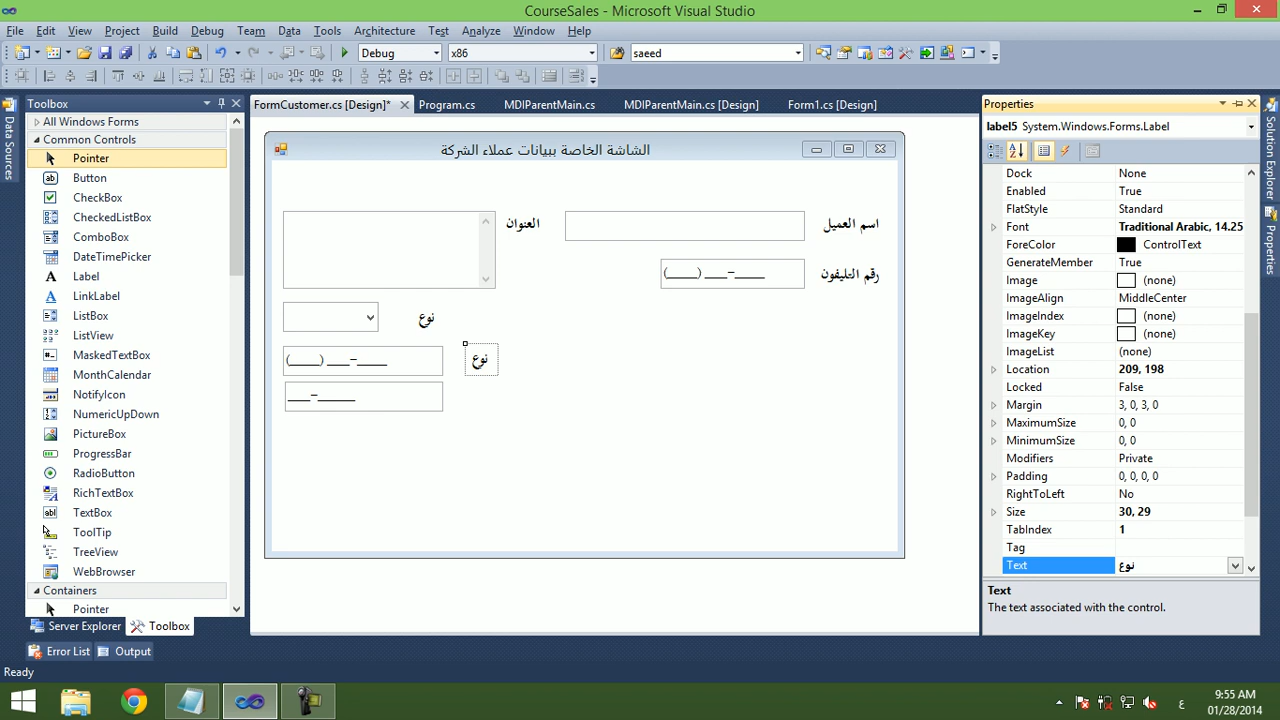 CourseSales - Microsoft Visual Studio
File Edit View Project Build Debug Team Data Tools Architecture Test Analyze Window Help
Debug x86 saeed
Toolbox
FormCustomer.cs [Design]* Program.cs MDIParentMain.cs MDIParentMain.cs [Design] Form1.cs [Design]
Properties
Data Sources
All Windows Forms
Common Controls
Pointer
Button
CheckBox
CheckedListBox
ComboBox
DateTimePicker
Label
LinkLabel
ListBox
ListView
MaskedTextBox
MonthCalendar
NotifyIcon
NumericUpDown
PictureBox
ProgressBar
RadioButton
RichTextBox
TextBox
ToolTip
TreeView
WebBrowser
Containers
Pointer
Server Explorer Toolbox
الشاشة الخاصة ببيانات عملاء الشركة
اسم العميل
العنوان
رقم التليفون
(____) ___-____
نوع
نوع
(____) ___-____
___-_____
label5 System.Windows.Forms.Label
Dock None
Enabled True
FlatStyle Standard
Font Traditional Arabic, 14.25
ForeColor ControlText
GenerateMember True
Image (none)
ImageAlign MiddleCenter
ImageIndex (none)
ImageKey (none)
ImageList (none)
Location 209, 198
Locked False
Margin 3, 0, 3, 0
MaximumSize 0, 0
MinimumSize 0, 0
Modifiers Private
Padding 0, 0, 0, 0
RightToLeft No
Size 30, 29
TabIndex 1
Tag
Text نوع
Text
The text associated with the control.
Solution Explorer
Properties
Error List Output
Ready
ع
9:55 AM
01/28/2014